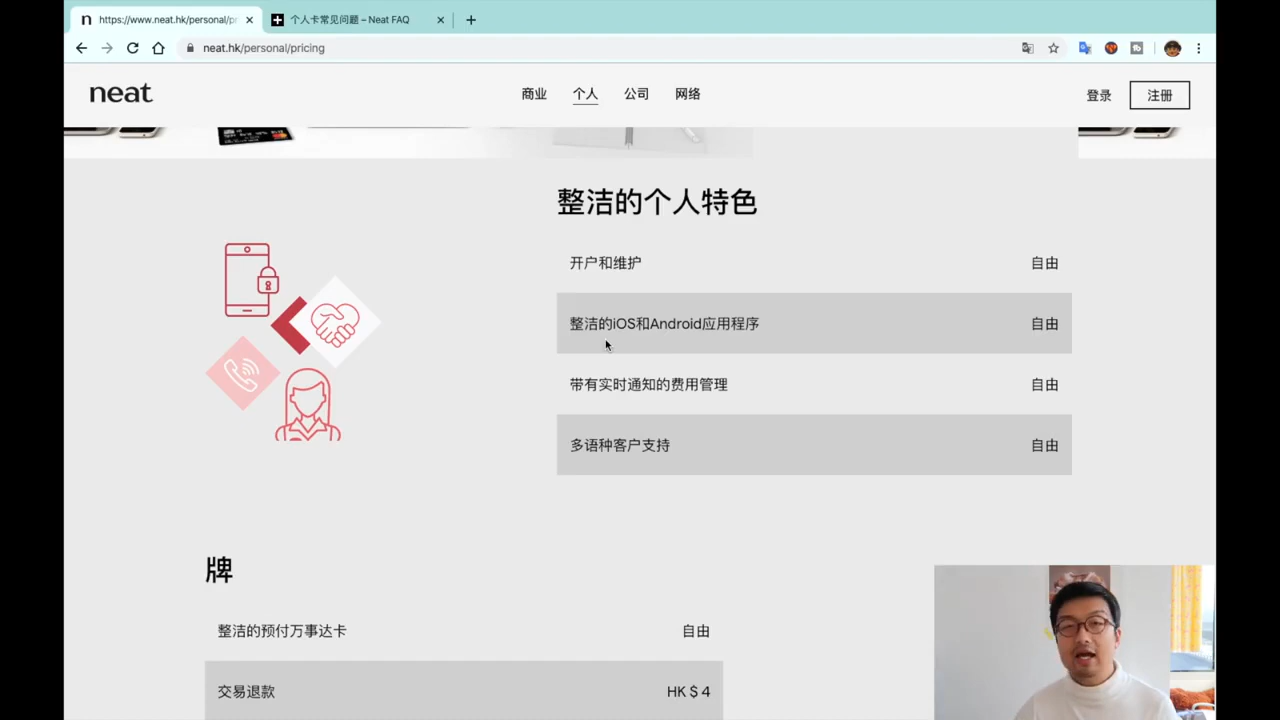 https://www.neat.hk/personal/pr
个人卡常见问题 – Neat FAQ
neat.hk/personal/pricing
neat
商业
个人
公司
网络
登录
注册
整洁的个人特色
开户和维护 自由
整洁的iOS和Android应用程序 自由
带有实时通知的费用管理 自由
多语种客户支持 自由
牌
整洁的预付万事达卡 自由
交易退款 HK $ 4